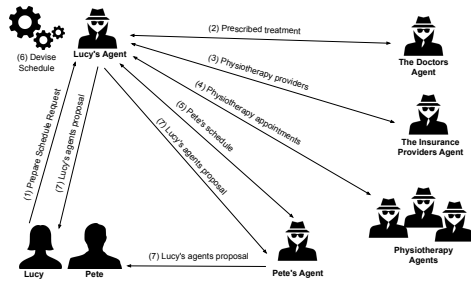 (6) Devise
Schedule
Lucy's Agent
(2) Prescribed treatment
The Doctors
Agent
(3) Physiotherapy providers
The Insurance
Providers Agent
(4) Physiotherapy appointments
Physiotherapy
Agents
(5) Pete's schedule
(7) Lucy's agents proposal
(1) Prepare Schedule Request
(7) Lucy's agents proposal
Lucy
Pete
(7) Lucy's agents proposal
Pete's Agent